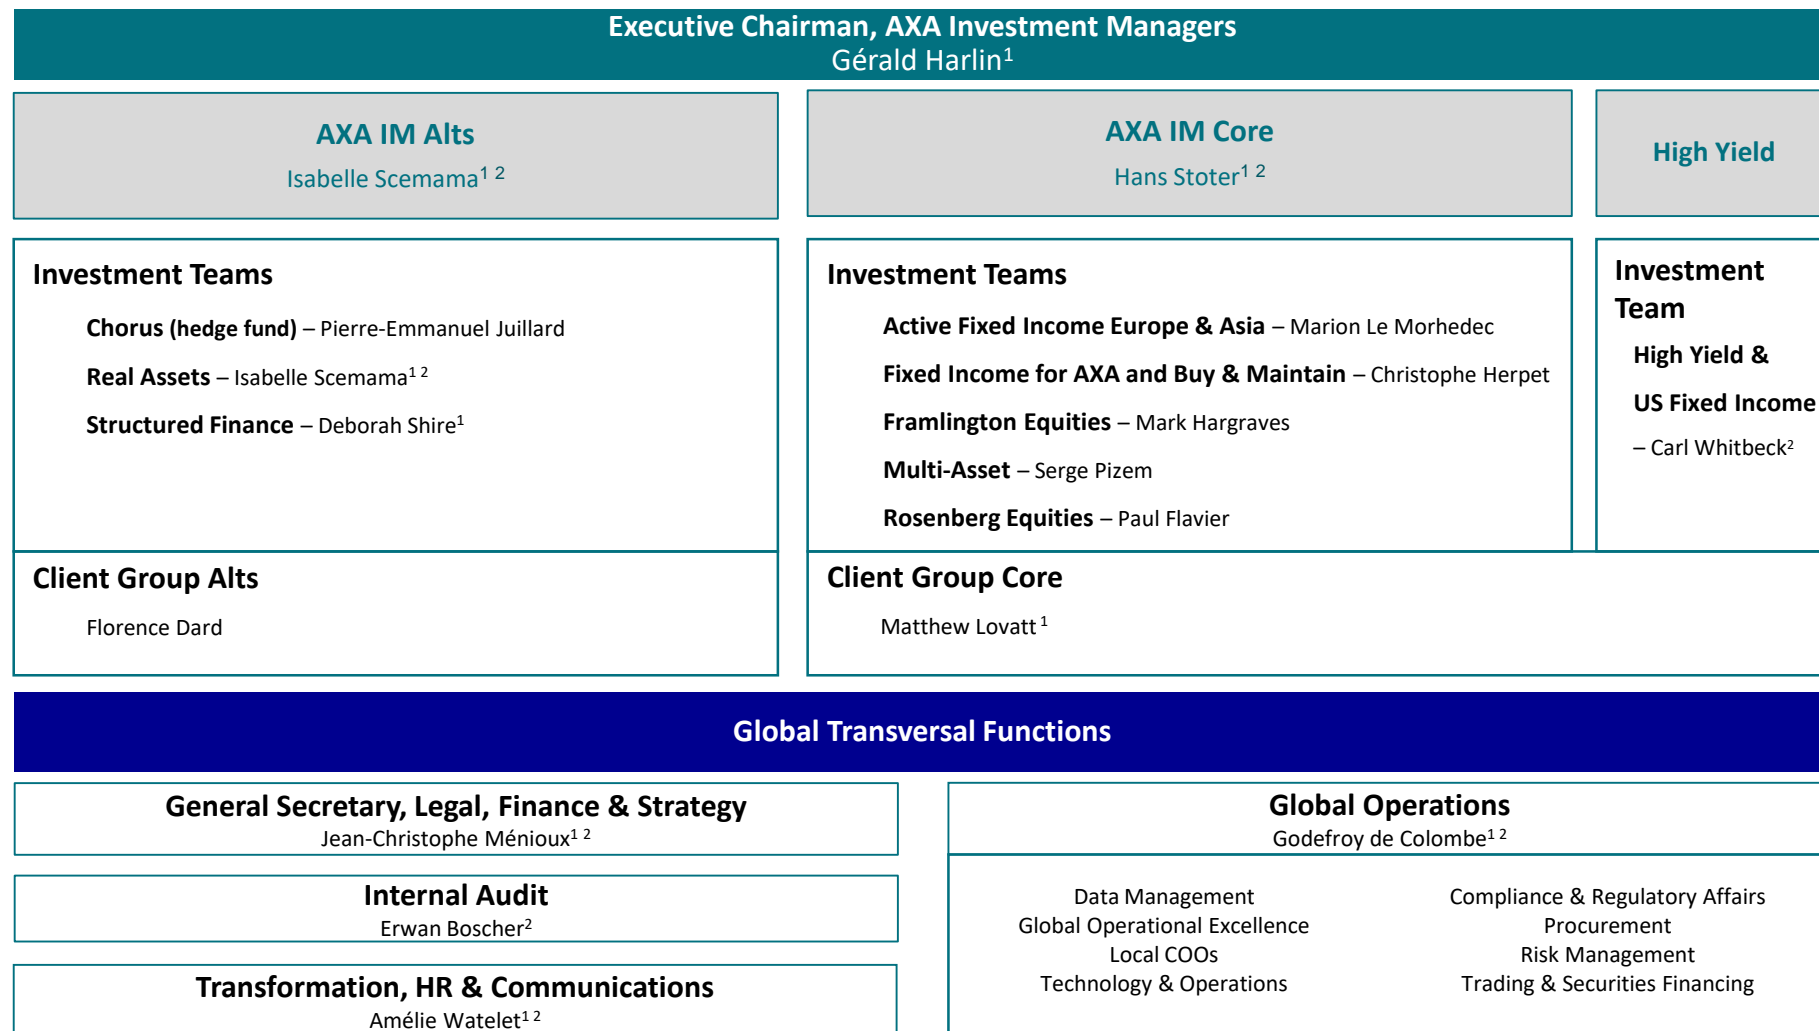 Executive Chairman, AXA Investment Managers
Gérald Harlin1
AXA IM Alts
Isabelle Scemama1 2
AXA IM Core
Hans Stoter1 2
High Yield
Investment Teams
Chorus (hedge fund) – Pierre-Emmanuel Juillard
Real Assets – Isabelle Scemama1 2
Structured Finance – Deborah Shire1
Investment Teams
Active Fixed Income Europe & Asia – Marion Le Morhedec
Fixed Income for AXA and Buy & Maintain – Christophe Herpet
Framlington Equities – Mark Hargraves
Multi-Asset – Serge Pizem
Rosenberg Equities – Paul Flavier
Investment
Team
High Yield &
US Fixed Income
– Carl Whitbeck2
Client Group Alts
Florence Dard
Client Group Core
Matthew Lovatt 1
Global Transversal Functions
General Secretary, Legal, Finance & Strategy
Jean-Christophe Ménioux1 2
Internal Audit
Erwan Boscher2
Transformation, HR & Communications
Amélie Watelet1 2
Global Operations
Godefroy de Colombe1 2
Data Management
Global Operational Excellence
Local COOs
Technology & Operations
Compliance & Regulatory Affairs
Procurement
Risk Management
Trading & Securities Financing